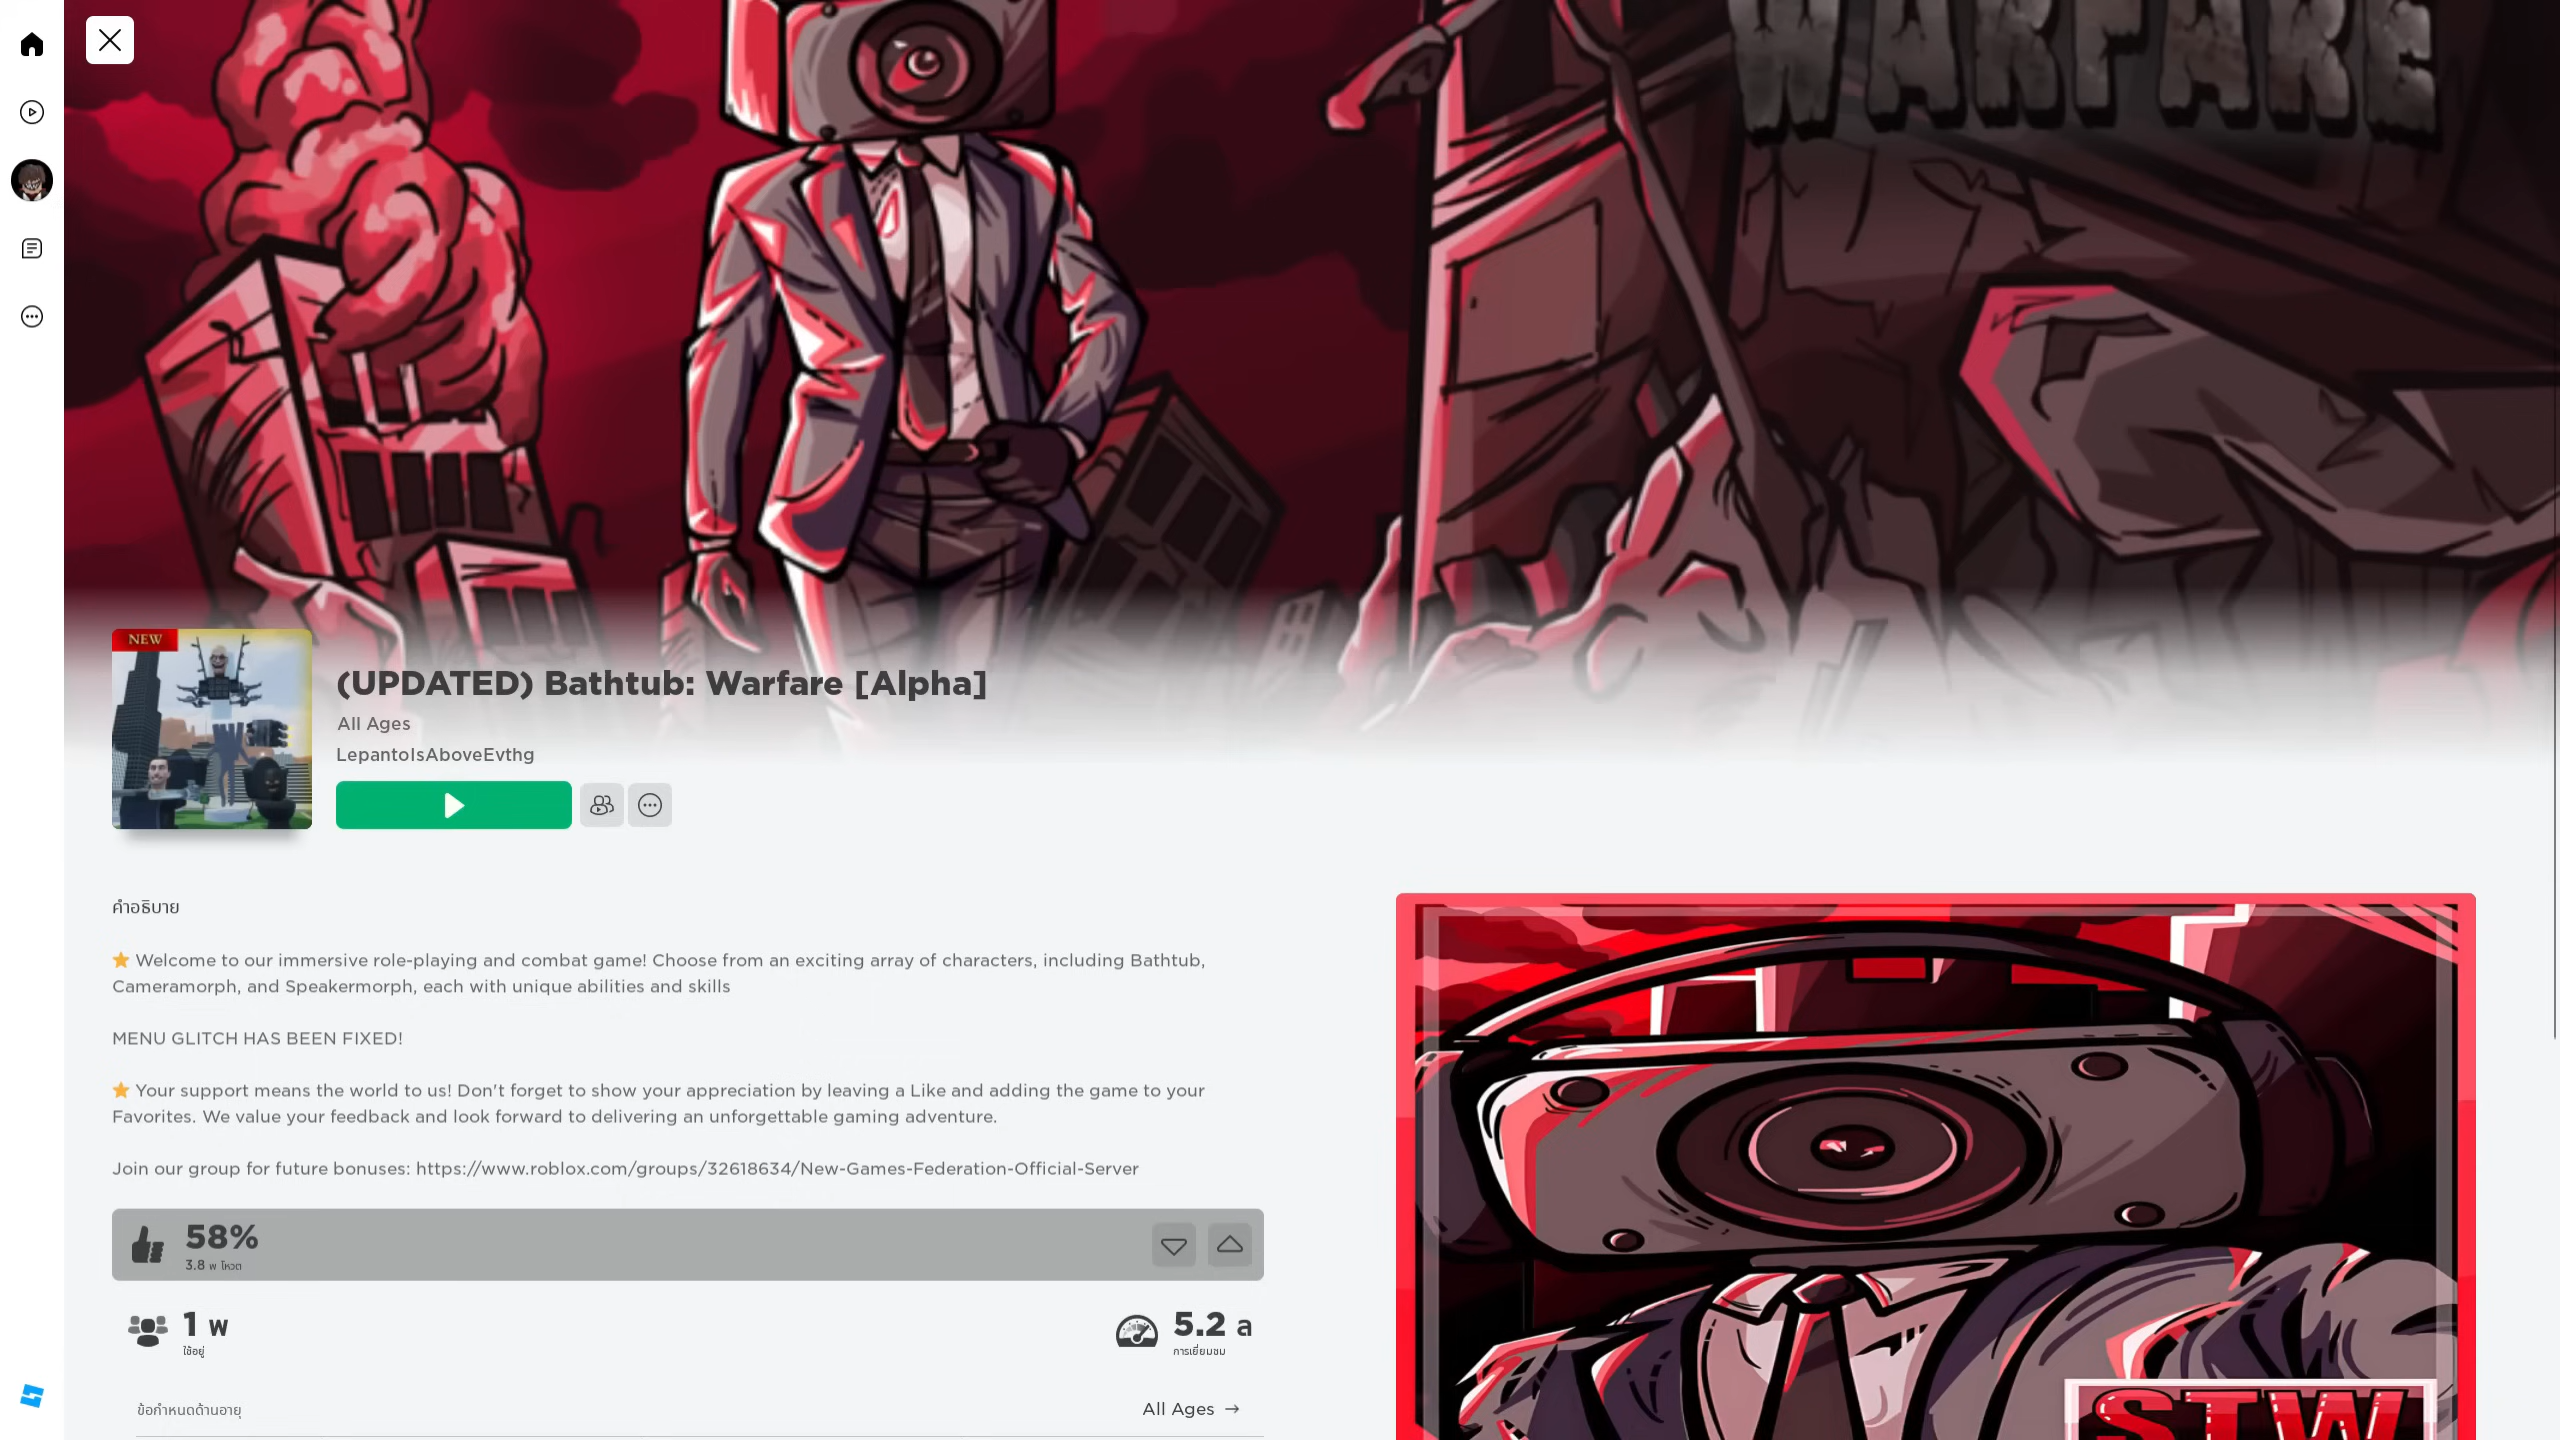 WARFARE
NEW
(UPDATED) Bathtub: Warfare [Alpha]
All Ages
LepantoIsAboveEvthg
คำอธิบาย
⭐ Welcome to our immersive role-playing and combat game! Choose from an exciting array of characters, including Bathtub,
Cameramorph, and Speakermorph, each with unique abilities and skills
MENU GLITCH HAS BEEN FIXED!
⭐ Your support means the world to us! Don't forget to show your appreciation by leaving a Like and adding the game to your
Favorites. We value your feedback and look forward to delivering an unforgettable gaming adventure.
Join our group for future bonuses: https://www.roblox.com/groups/32618634/New-Games-Federation-Official-Server
58%
3.8 พ โหวต
1 พ
ใช้อยู่
5.2 ล
การเยี่ยมชม
ข้อกำหนดด้านอายุ
All Ages →
STW